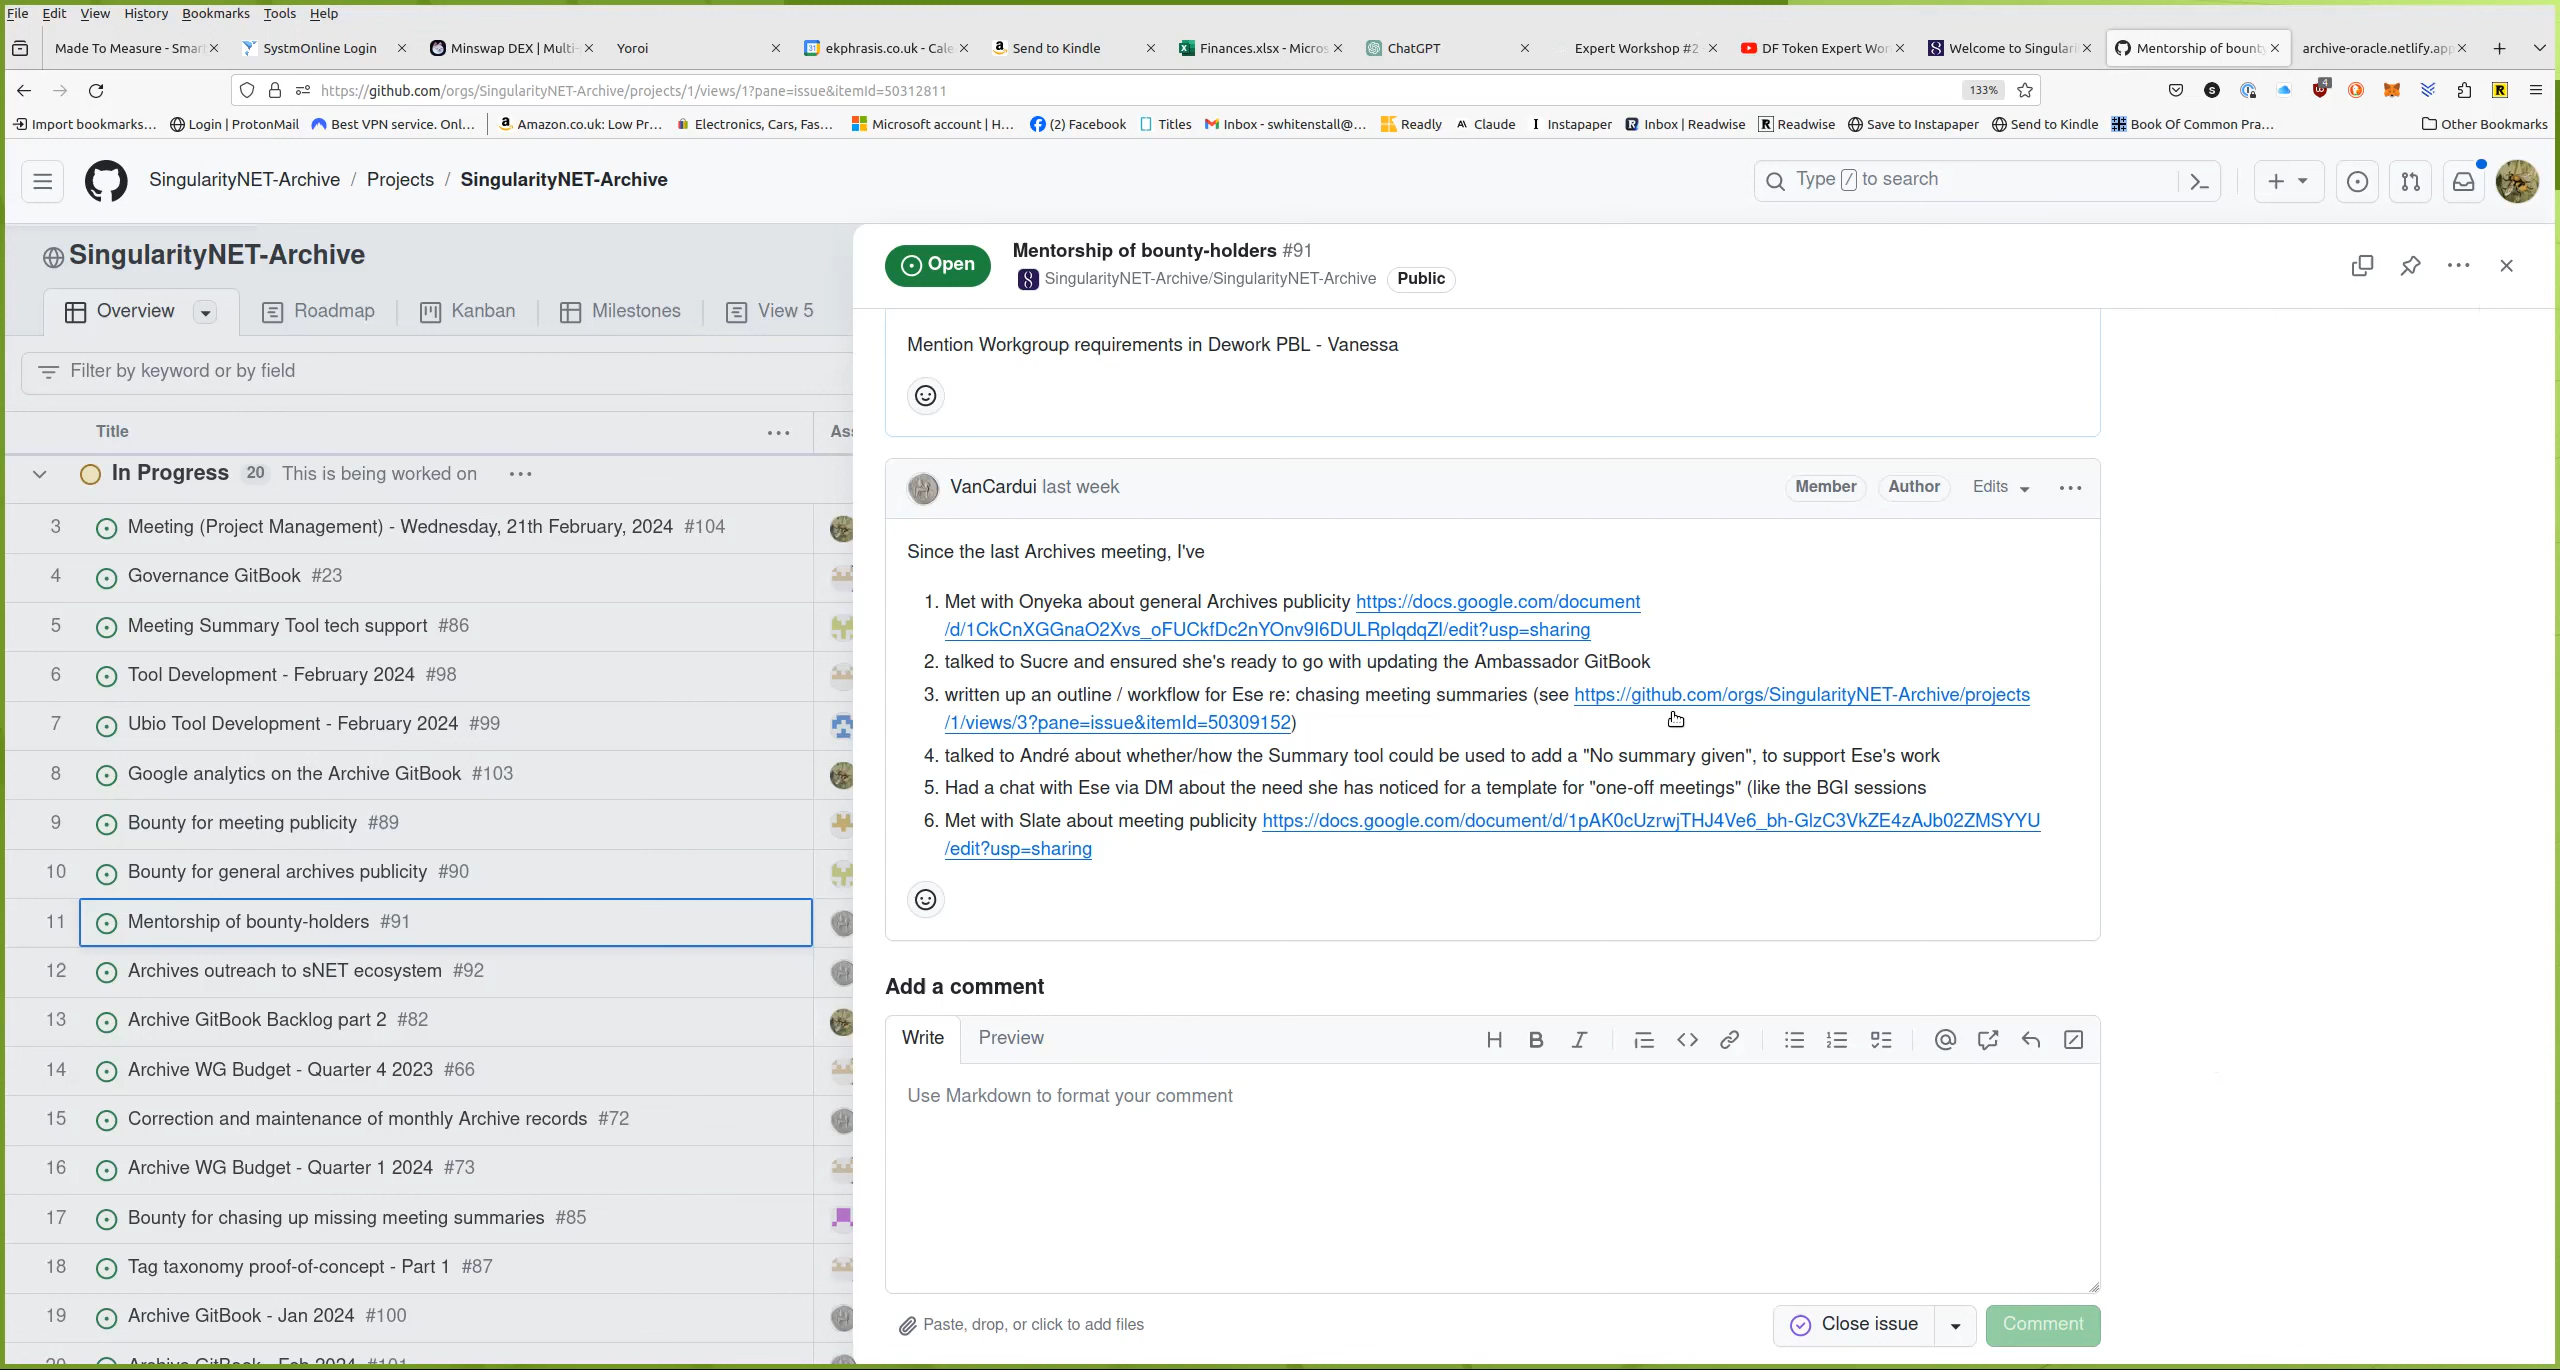 File Edit View History Bookmarks Tools Help
Made To Measure - Smar
SystmOnline Login
Minswap DEX | Multi-
Yoroi
ekphrasis.co.uk - Cale
Send to Kindle
Finances.xlsx - Micros
ChatGPT
Expert Workshop #2
DF Token Expert Wor
Welcome to Singulari
Mentorship of bounty
archive-oracle.netlify.app
https://github.com/orgs/SingularityNET-Archive/projects/1/views/1?pane=issue&itemId=50312811
133%
4
Import bookmarks...
Login | ProtonMail
Best VPN service. Onl...
Amazon.co.uk: Low Pr...
Electronics, Cars, Fas...
Microsoft account | H...
(2) Facebook
Titles
Inbox - swhitenstall@...
Readly
Claude
Instapaper
Inbox | Readwise
Readwise
Save to Instapaper
Send to Kindle
Book Of Common Pra...
Other Bookmarks
SingularityNET-Archive / Projects / SingularityNET-Archive
Type / to search
SingularityNET-Archive
Overview
Roadmap
Kanban
Milestones
View 5
Filter by keyword or by field
Title
Ass
In Progress 20 This is being worked on
3 Meeting (Project Management) - Wednesday, 21th February, 2024 #104
4 Governance GitBook #23
5 Meeting Summary Tool tech support #86
6 Tool Development - February 2024 #98
7 Ubio Tool Development - February 2024 #99
8 Google analytics on the Archive GitBook #103
9 Bounty for meeting publicity #89
10 Bounty for general archives publicity #90
11 Mentorship of bounty-holders #91
12 Archives outreach to sNET ecosystem #92
13 Archive GitBook Backlog part 2 #82
14 Archive WG Budget - Quarter 4 2023 #66
15 Correction and maintenance of monthly Archive records #72
16 Archive WG Budget - Quarter 1 2024 #73
17 Bounty for chasing up missing meeting summaries #85
18 Tag taxonomy proof-of-concept - Part 1 #87
19 Archive GitBook - Jan 2024 #100
20 Archive GitBook - Feb 2024 #101
Open
Mentorship of bounty-holders #91
SingularityNET-Archive/SingularityNET-Archive Public
Mention Workgroup requirements in Dework PBL - Vanessa
VanCardui last week
Member
Author
Edits
Since the last Archives meeting, I've
1. Met with Onyeka about general Archives publicity https://docs.google.com/document
/d/1CkCnXGGnaO2Xvs_oFUCkfDc2nYOnv9I6DULRpIqdqZI/edit?usp=sharing
2. talked to Sucre and ensured she's ready to go with updating the Ambassador GitBook
3. written up an outline / workflow for Ese re: chasing meeting summaries (see https://github.com/orgs/SingularityNET-Archive/projects
/1/views/3?pane=issue&itemId=50309152)
4. talked to André about whether/how the Summary tool could be used to add a "No summary given", to support Ese's work
5. Had a chat with Ese via DM about the need she has noticed for a template for "one-off meetings" (like the BGI sessions
6. Met with Slate about meeting publicity https://docs.google.com/document/d/1pAK0cUzrwjTHJ4Ve6_bh-GlzC3VkZE4zAJb02ZMSYYU
/edit?usp=sharing
Add a comment
Write
Preview
Use Markdown to format your comment
Paste, drop, or click to add files
Close issue
Comment